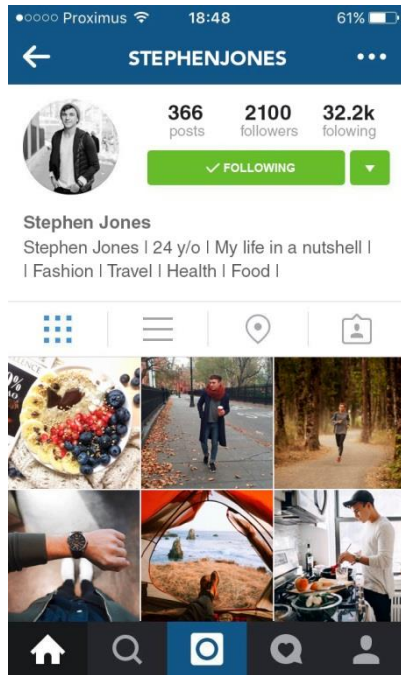 Proximus 18:48 61%
STEPHENJONES
366 2100 32.2k
posts followers folowing
FOLLOWING
Stephen Jones
Stephen Jones I 24 y/o I My life in a nutshell I
I Fashion I Travel I Health I Food I